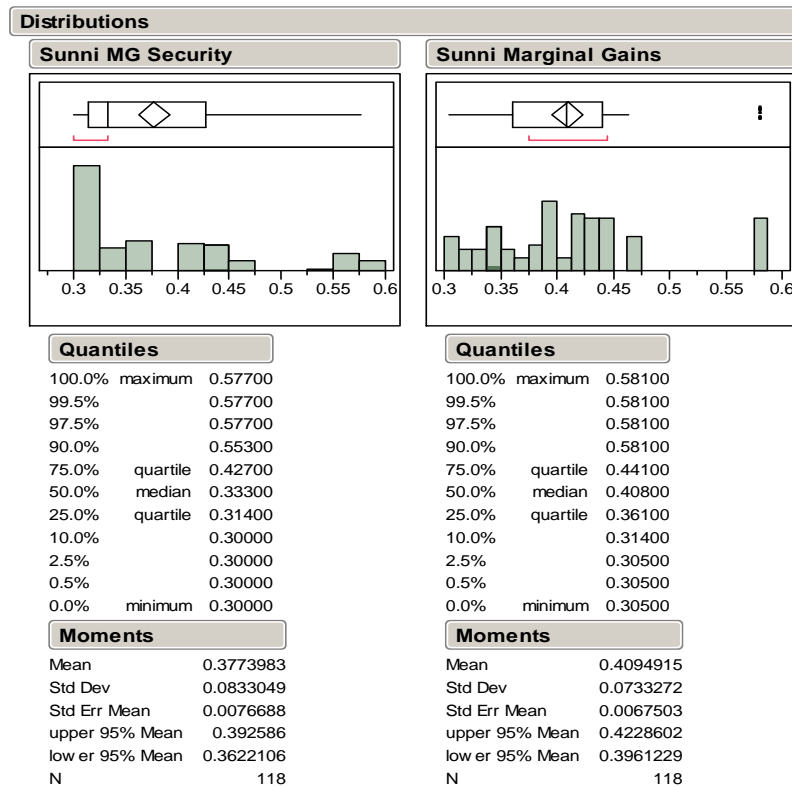 Distributions
Sunni MG Security
0.3 0.35 0.4 0.45 0.5 0.55 0.6
Quantiles
100.0% maximum 0.57700
99.5% 0.57700
97.5% 0.57700
90.0% 0.55300
75.0% quartile 0.42700
50.0% median 0.33300
25.0% quartile 0.31400
10.0% 0.30000
2.5% 0.30000
0.5% 0.30000
0.0% minimum 0.30000
Moments
Mean 0.3773983
Std Dev 0.0833049
Std Err Mean 0.0076688
upper 95% Mean 0.392586
lower 95% Mean 0.3622106
N 118
Sunni Marginal Gains
0.3 0.35 0.4 0.45 0.5 0.55 0.6
Quantiles
100.0% maximum 0.58100
99.5% 0.58100
97.5% 0.58100
90.0% 0.58100
75.0% quartile 0.44100
50.0% median 0.40800
25.0% quartile 0.36100
10.0% 0.31400
2.5% 0.30500
0.5% 0.30500
0.0% minimum 0.30500
Moments
Mean 0.4094915
Std Dev 0.0733272
Std Err Mean 0.0067503
upper 95% Mean 0.4228602
lower 95% Mean 0.3961229
N 118